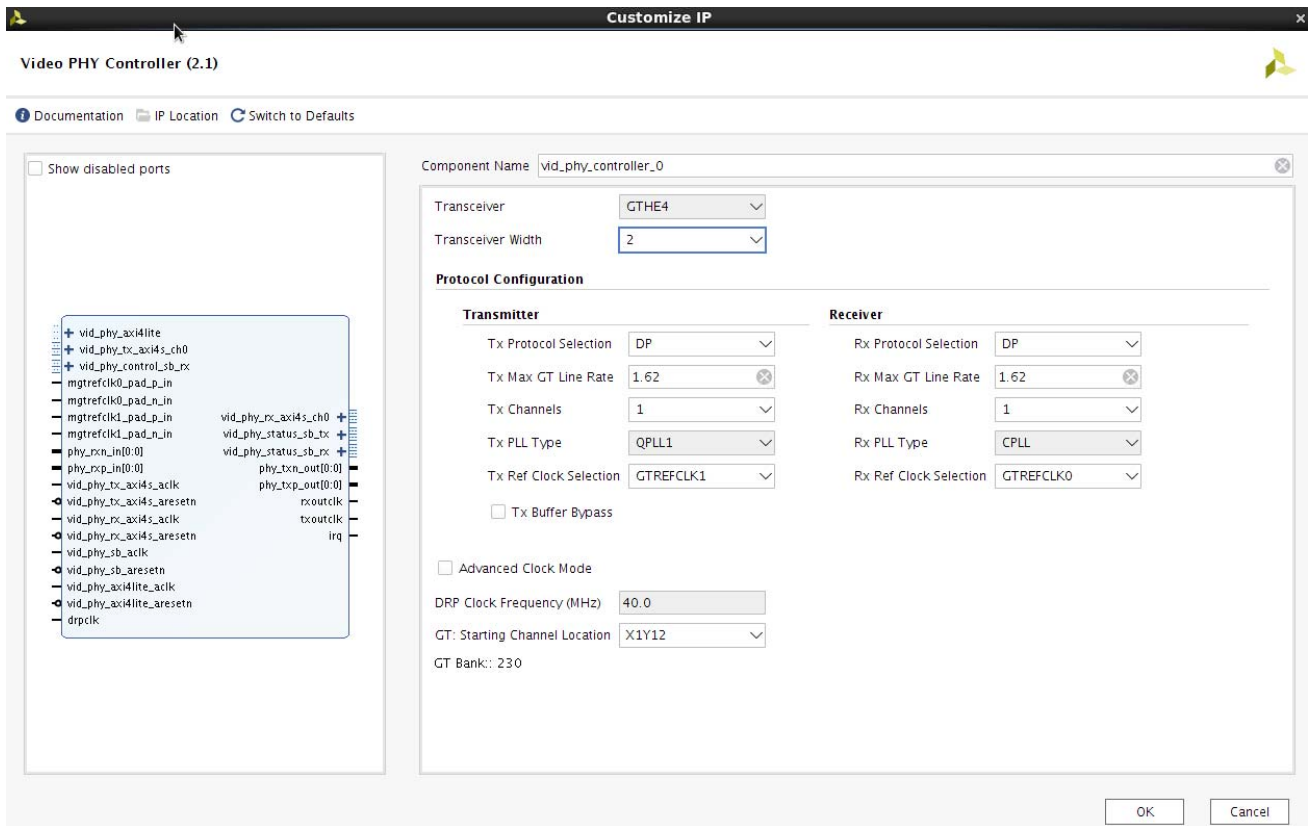 Customize IP
Video PHY Controller (2.1)
Documentation IP Location Switch to Defaults
Show disabled ports
vid_phy_axi4lite
vid_phy_tx_axi4s_ch0
vid_phy_control_sb_rx
mgtrefclk0_pad_p_in
mgtrefclk0_pad_n_in
mgtrefclk1_pad_p_in vid_phy_rx_axi4s_ch0
mgtrefclk1_pad_n_in vid_phy_status_sb_tx
phy_rxn_in[0:0] vid_phy_status_sb_rx
phy_rxp_in[0:0] phy_txn_out[0:0]
vid_phy_tx_axi4s_aclk phy_txp_out[0:0]
vid_phy_tx_axi4s_aresetn rxoutclk
vid_phy_rx_axi4s_aclk txoutclk
vid_phy_rx_axi4s_aresetn irq
vid_phy_sb_aclk
vid_phy_sb_aresetn
vid_phy_axi4lite_aclk
vid_phy_axi4lite_aresetn
drpclk
Component Name vid_phy_controller_0
Transceiver GTHE4
Transceiver Width 2
Protocol Configuration
Transmitter Receiver
Tx Protocol Selection DP Rx Protocol Selection DP
Tx Max GT Line Rate 1.62 Rx Max GT Line Rate 1.62
Tx Channels 1 Rx Channels 1
Tx PLL Type QPLL1 Rx PLL Type CPLL
Tx Ref Clock Selection GTREFCLK1 Rx Ref Clock Selection GTREFCLK0
Tx Buffer Bypass
Advanced Clock Mode
DRP Clock Frequency (MHz) 40.0
GT: Starting Channel Location X1Y12
GT Bank:: 230
OK Cancel